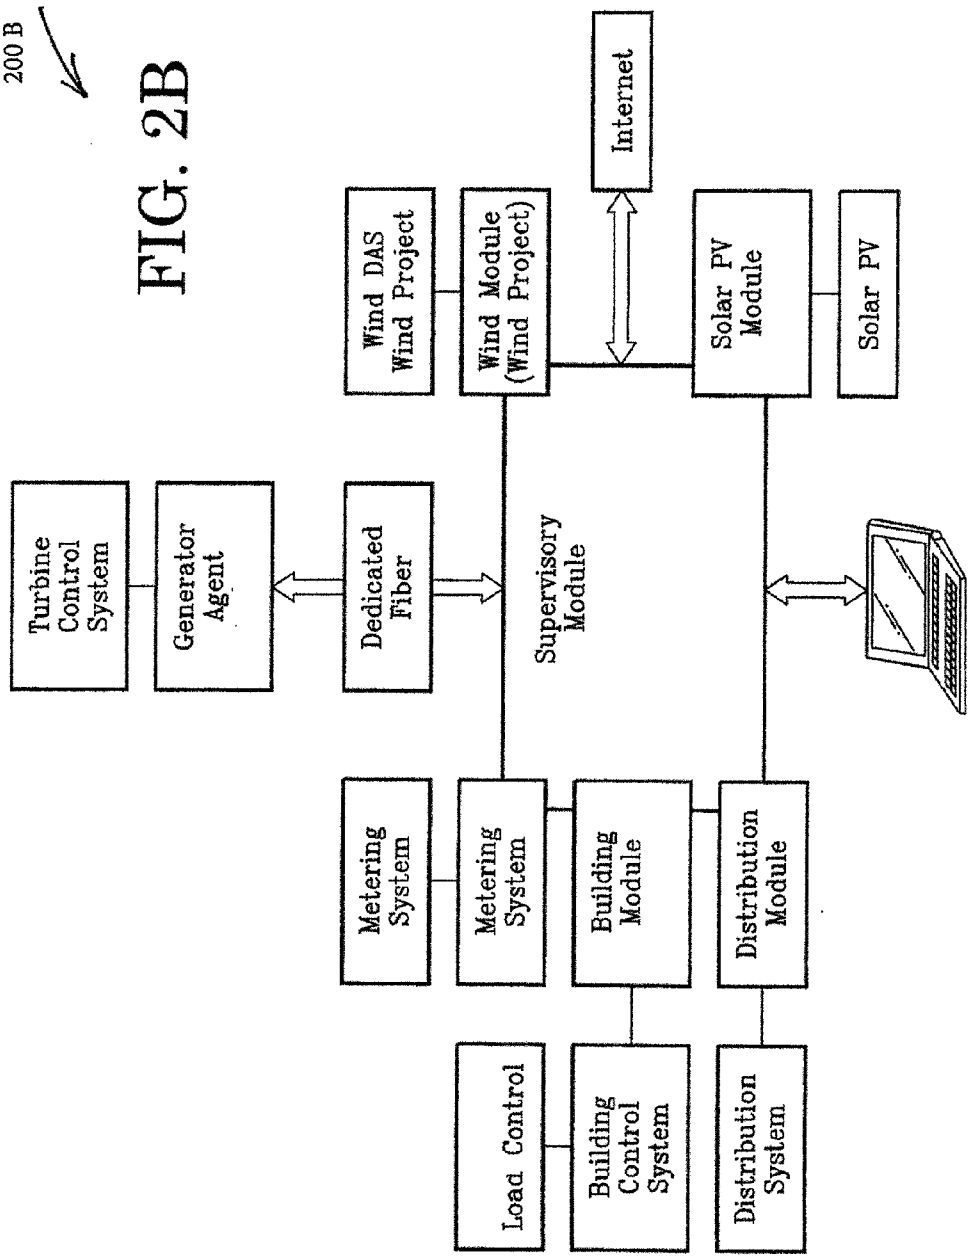 200 B
FIG. 2B
Turbine
Control
System
Generator
Agent
Dedicated
Fiber
Wind DAS
Wind Project
Wind Module
(Wind Project)
Internet
Supervisory
Module
Solar PV
Module
Solar PV
Metering
System
Metering
System
Building
Module
Distribution
Module
Load Control
Building
Control
System
Distribution
System